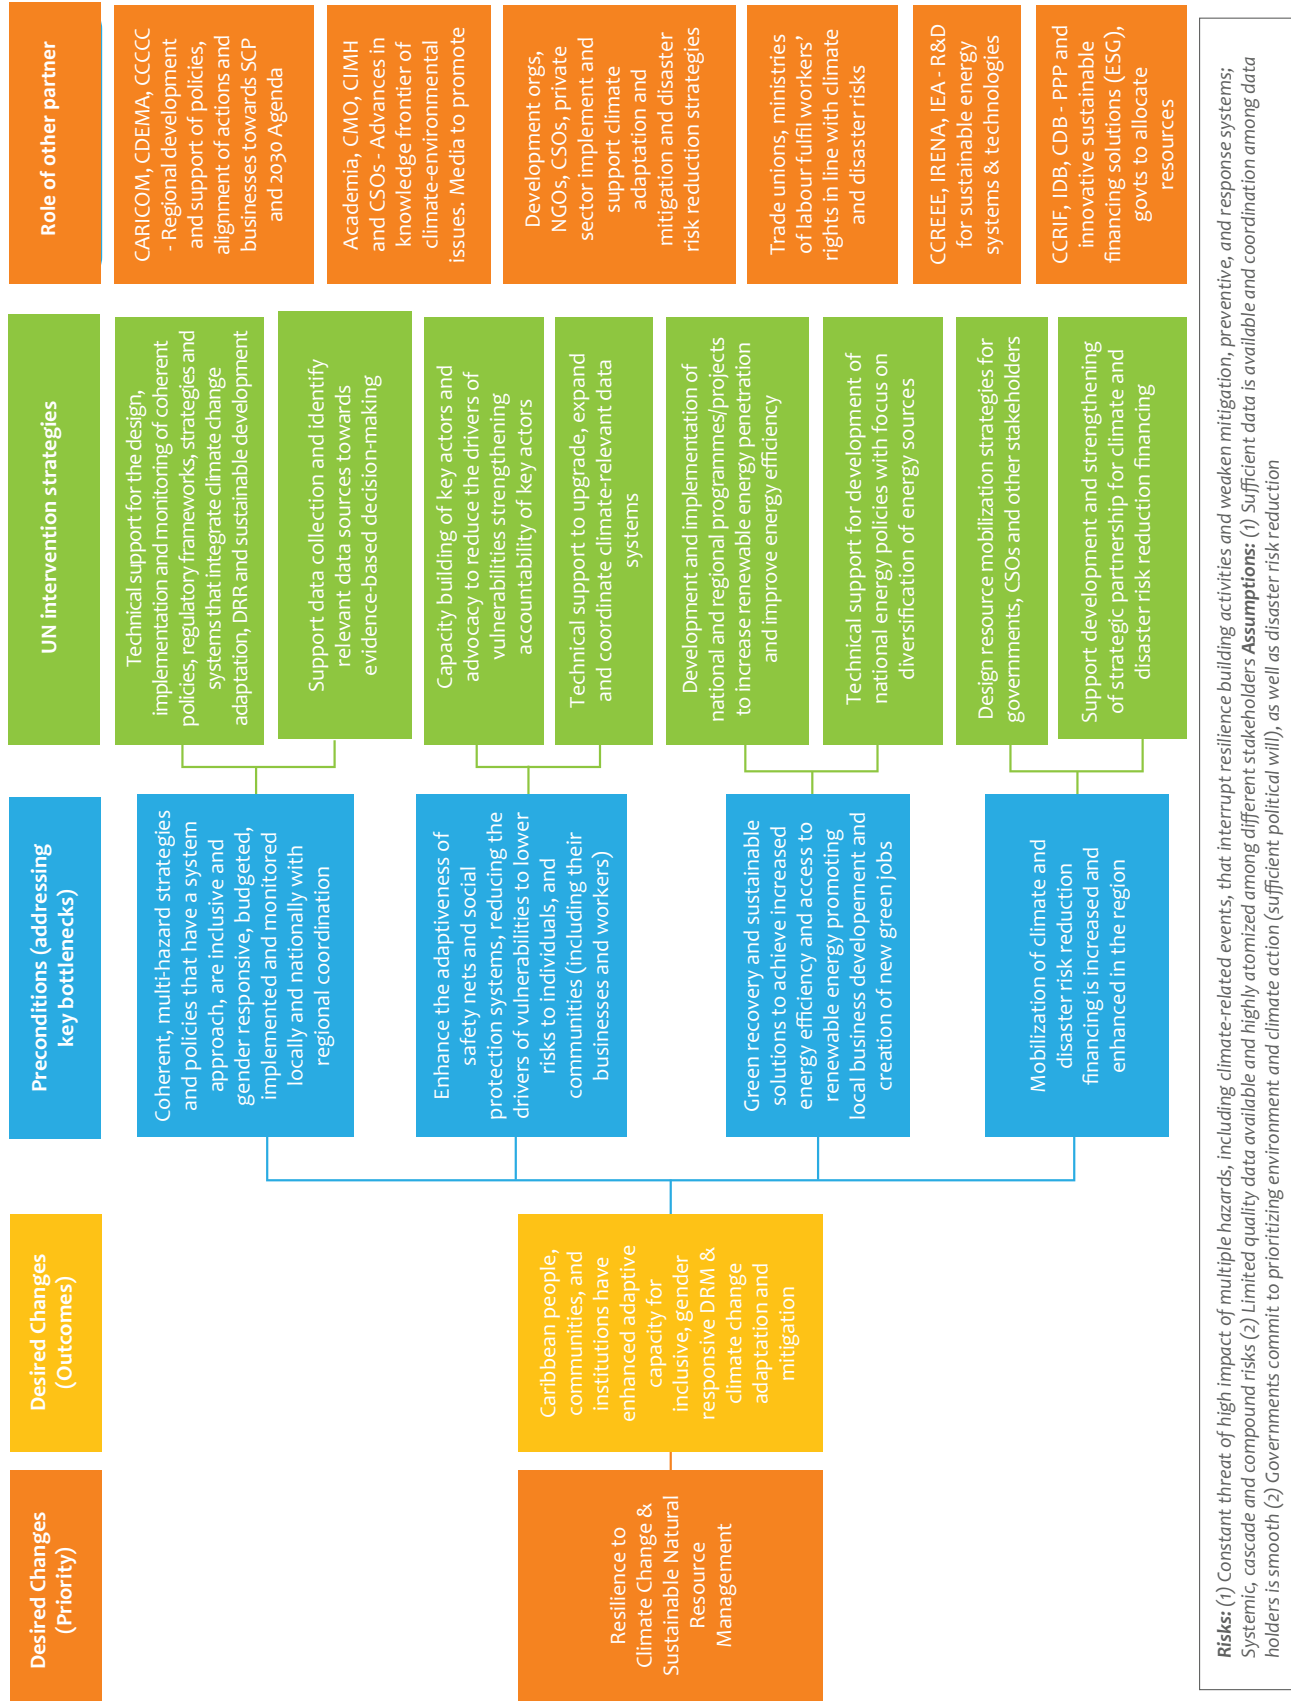 Desired Changes
(Priority)
Desired Changes
(Outcomes)
Preconditions (addressing
key bottlenecks)
UN intervention strategies
Role of other partner
Resilience to
Climate Change &
Sustainable Natural
Resource
Management
Caribbean people,
communities, and
institutions have
enhanced adaptive
capacity for
inclusive, gender
responsive DRM &
climate change
adaptation and
mitigation
Coherent, multi-hazard strategies
and policies that have a system
approach, are inclusive and
gender responsive, budgeted,
implemented and monitored
locally and nationally with
regional coordination
Enhance the adaptiveness of
safety nets and social
protection systems, reducing the
drivers of vulnerabilities to lower
risks to individuals, and
communities (including their
businesses and workers)
Green recovery and sustainable
solutions to achieve increased
energy efficiency and access to
renewable energy promoting
local business development and
creation of new green jobs
Mobilization of climate and
disaster risk reduction
financing is increased and
enhanced in the region
Technical support for the design,
implementation and monitoring of coherent
policies, regulatory frameworks, strategies and
systems that integrate climate change
adaptation, DRR and sustainable development
Support data collection and identify
relevant data sources towards
evidence-based decision-making
Capacity building of key actors and
advocacy to reduce the drivers of
vulnerabilities strengthening
accountability of key actors
Technical support to upgrade, expand
and coordinate climate-relevant data
systems
Development and implementation of
national and regional programmes/projects
to increase renewable energy penetration
and improve energy efficiency
Technical support for development of
national energy policies with focus on
diversification of energy sources
Design resource mobilization strategies for
governments, CSOs and other stakeholders
Support development and strengthening
of strategic partnership for climate and
disaster risk reduction financing
CARICOM, CDEMA, CCCCC
- Regional development
and support of policies,
alignment of actions and
businesses towards SCP
and 2030 Agenda
Academia, CMO, CIMH
and CSOs - Advances in
knowledge frontier of
climate-environmental
issues. Media to promote
Development orgs,
NGOs, CSOs, private
sector implement and
support climate
adaptation and
mitigation and disaster
risk reduction strategies
Trade unions, ministries
of labour fulfil workers'
rights in line with climate
and disaster risks
CCREEE, IRENA, IEA - R&D
for sustainable energy
systems & technologies
CCRIF, IDB, CDB - PPP and
innovative sustainable
financing solutions (ESG),
govts to allocate
resources
Risks: (1) Constant threat of high impact of multiple hazards, including climate-related events, that interrupt resilience building activities and weaken mitigation, preventive, and response systems;
Systemic, cascade and compound risks (2) Limited quality data available and highly atomized among different stakeholders Assumptions: (1) Sufficient data is available and coordination among data
holders is smooth (2) Governments commit to prioritizing environment and climate action (sufficient political will), as well as disaster risk reduction